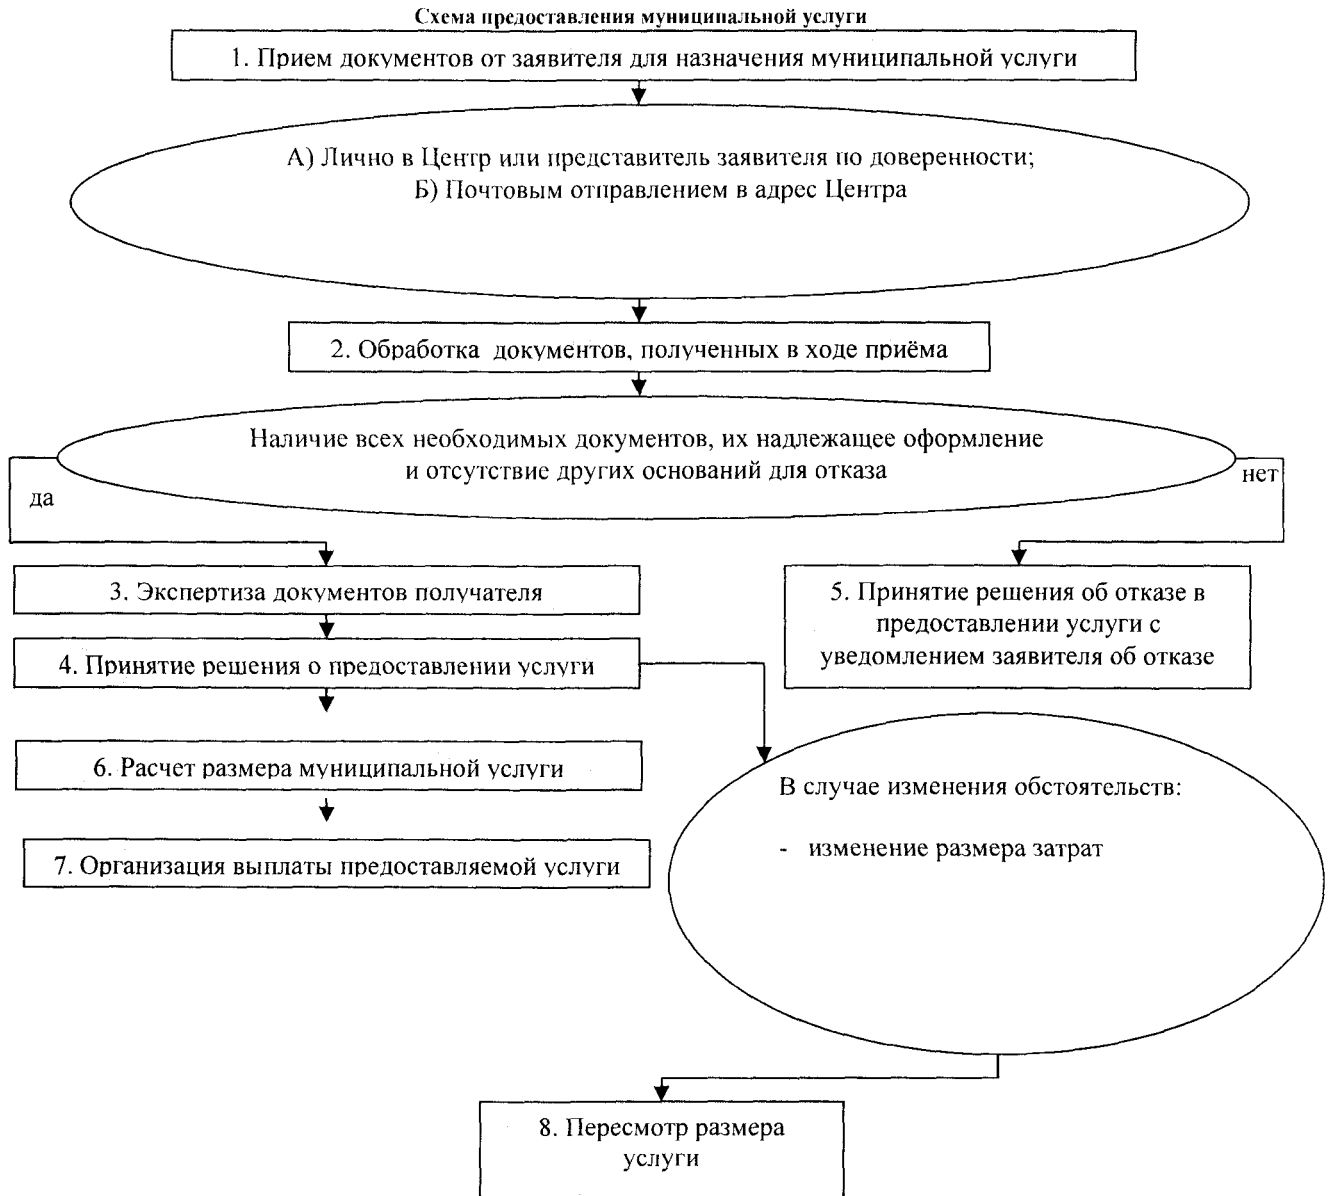 Схема предоставления муниципальной услуги
1. Прием документов от заявителя для назначения муниципальной услуги
А) Лично в Центр или представитель заявителя по доверенности;
Б) Почтовым отправлением в адрес Центра
2. Обработка документов, полученных в ходе приёма
Наличие всех необходимых документов, их надлежащее оформление
и отсутствие других оснований для отказа
да
нет
3. Экспертиза документов получателя
4. Принятие решения о предоставлении услуги
5. Принятие решения об отказе в
предоставлении услуги с
уведомлением заявителя об отказе
6. Расчет размера муниципальной услуги
7. Организация выплаты предоставляемой услуги
В случае изменения обстоятельств:
- изменение размера затрат
8. Пересмотр размера
услуги